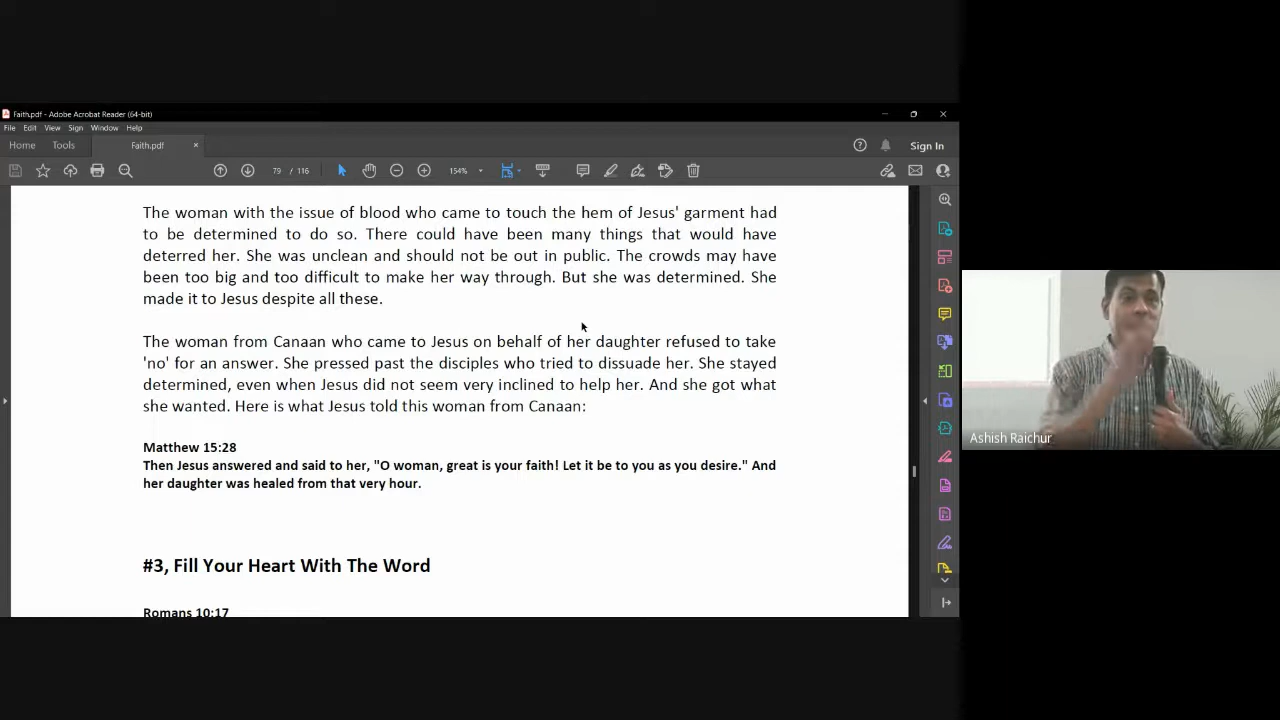 Faith.pdf - Adobe Acrobat Reader (64-bit)
File Edit View Sign Window Help
Home Tools Faith.pdf × Sign In
79 / 116 154%
The woman with the issue of blood who came to touch the hem of Jesus' garment had
to be determined to do so. There could have been many things that would have
deterred her. She was unclean and should not be out in public. The crowds may have
been too big and too difficult to make her way through. But she was determined. She
made it to Jesus despite all these.
The woman from Canaan who came to Jesus on behalf of her daughter refused to take
'no' for an answer. She pressed past the disciples who tried to dissuade her. She stayed
determined, even when Jesus did not seem very inclined to help her. And she got what
she wanted. Here is what Jesus told this woman from Canaan:
Matthew 15:28
Then Jesus answered and said to her, "O woman, great is your faith! Let it be to you as you desire." And
her daughter was healed from that very hour.
#3, Fill Your Heart With The Word
Romans 10:17
Ashish Raichur